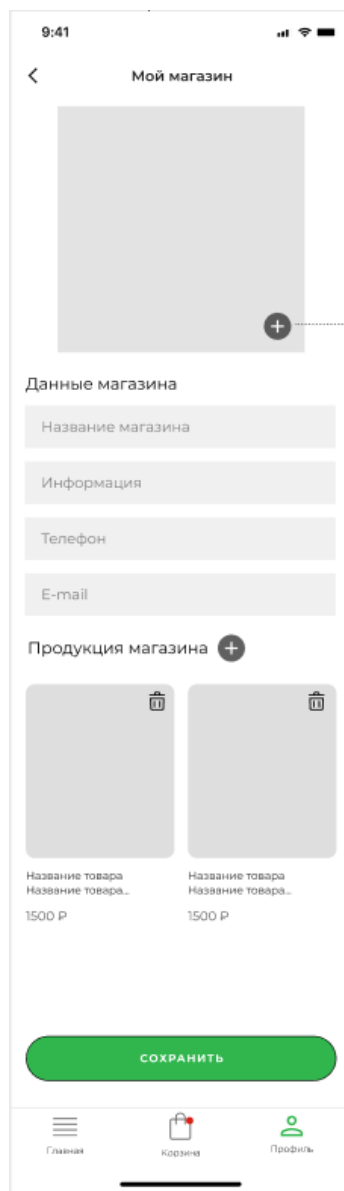 9:41
Мой магазин
Данные магазина
Название магазина
Информация
Телефон
E-mail
Продукция магазина
Название товара
Название товара...
1500 ₽
Название товара
Название товара...
1500 ₽
СОХРАНИТЬ
Главная
Корзина
Профиль